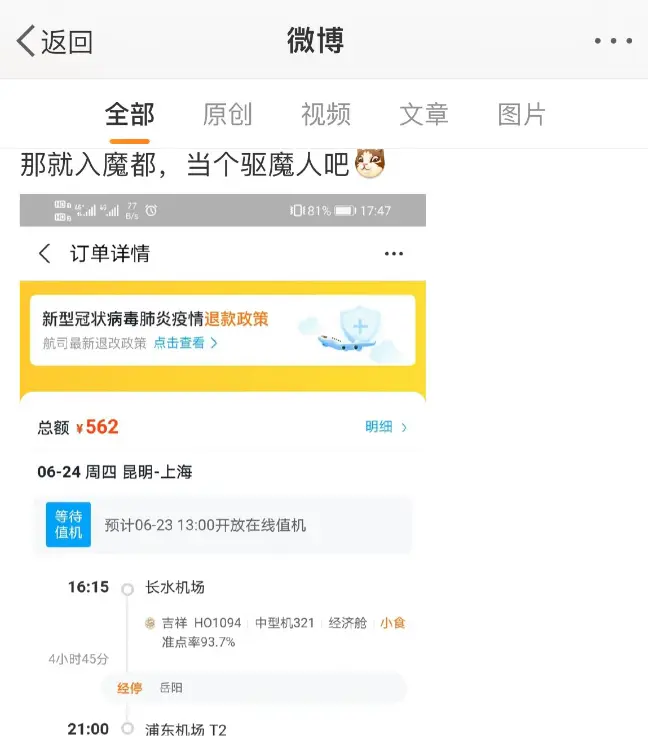 返回
微博
全部 原创 视频 文章 图片
那就入魔都，当个驱魔人吧
77
B/s
81% 17:47
订单详情
新型冠状病毒肺炎疫情退款政策
航司最新退改政策 点击查看
总额 ¥562
明细
06-24 周四 昆明-上海
等待
值机
预计06-23 13:00开放在线值机
16:15 长水机场
吉祥 HO1094 中型机321 经济舱 小食
准点率93.7%
4小时45分
经停 岳阳
21:00 浦东机场 T2